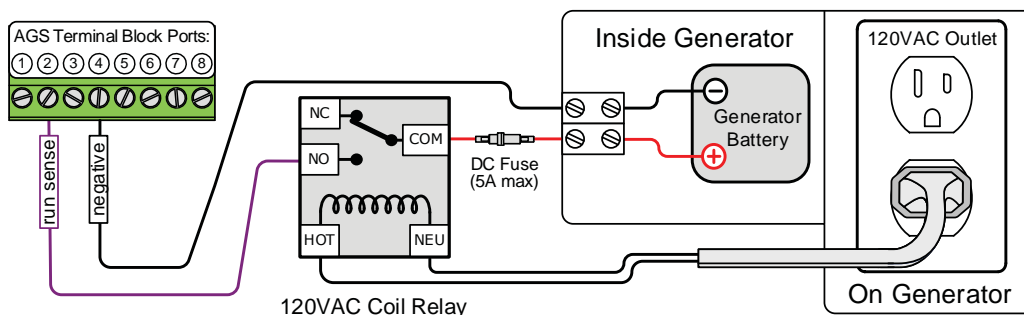 AGS Terminal Block Ports:
1 2 3 4 5 6 7 8
run sense
negative
NC
NO
COM
HOT
NEU
120VAC Coil Relay
DC Fuse
(5A max)
Inside Generator
Generator
Battery
120VAC Outlet
On Generator